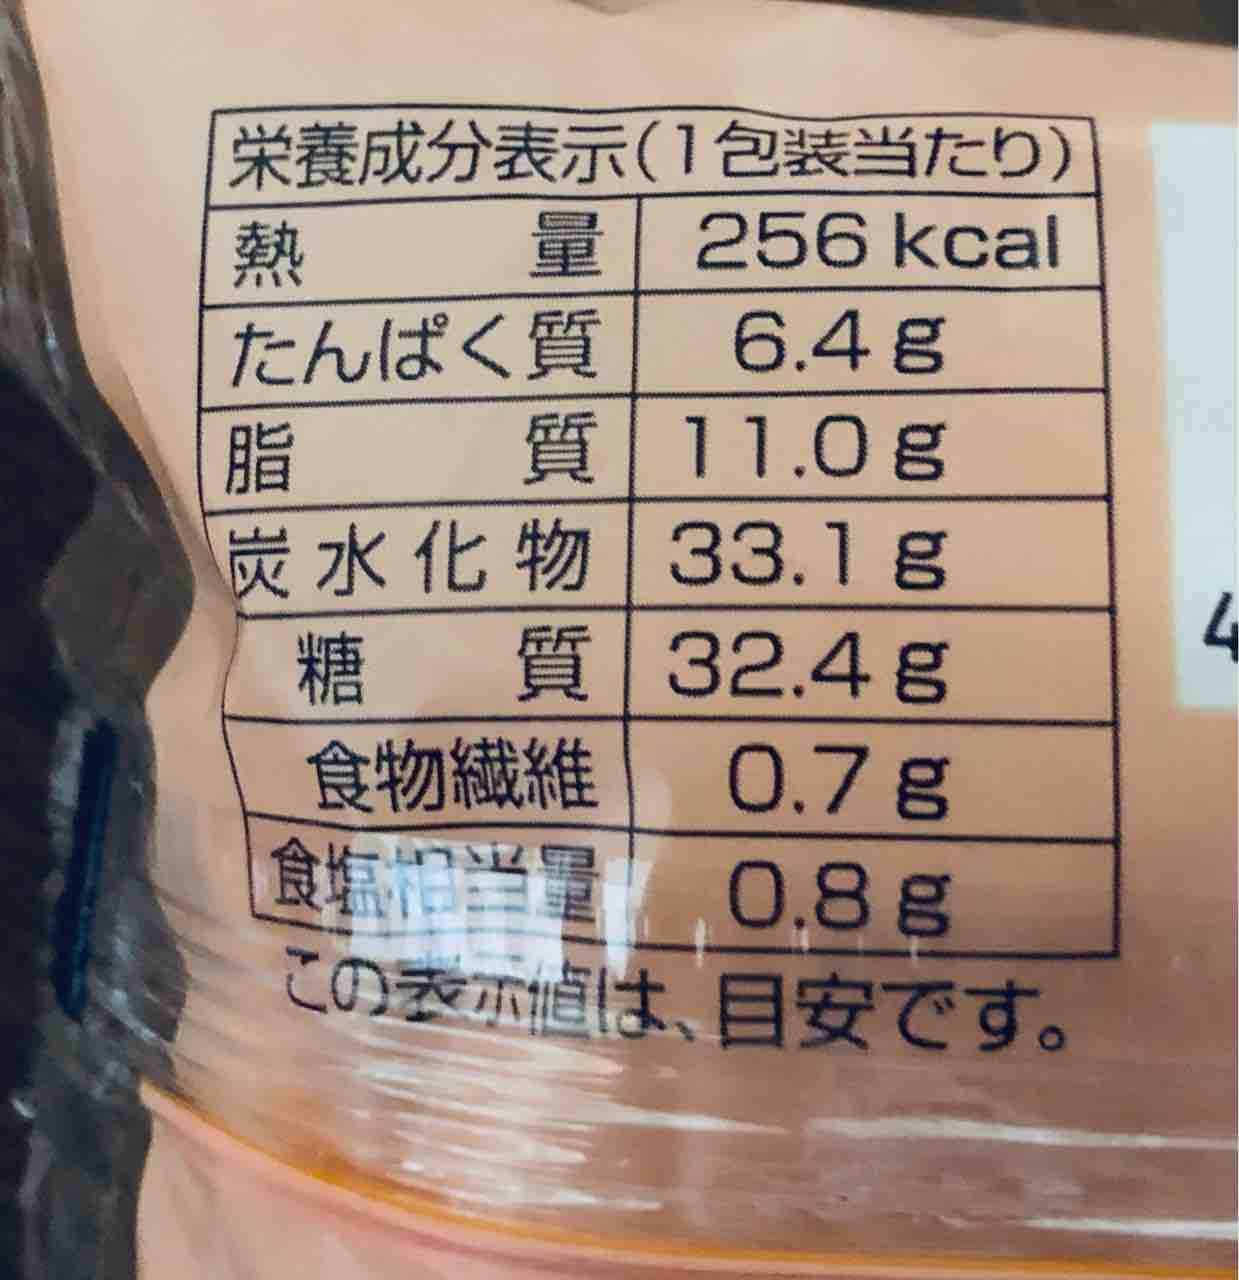 栄養成分表示(1包装当たり)
熱量 256 kcal
たんぱく質 6.4 g
脂質 11.0 g
炭水化物 33.1 g
糖質 32.4 g
食物繊維 0.7 g
食塩相当量 0.8 g
この表示値は、目安です。
4